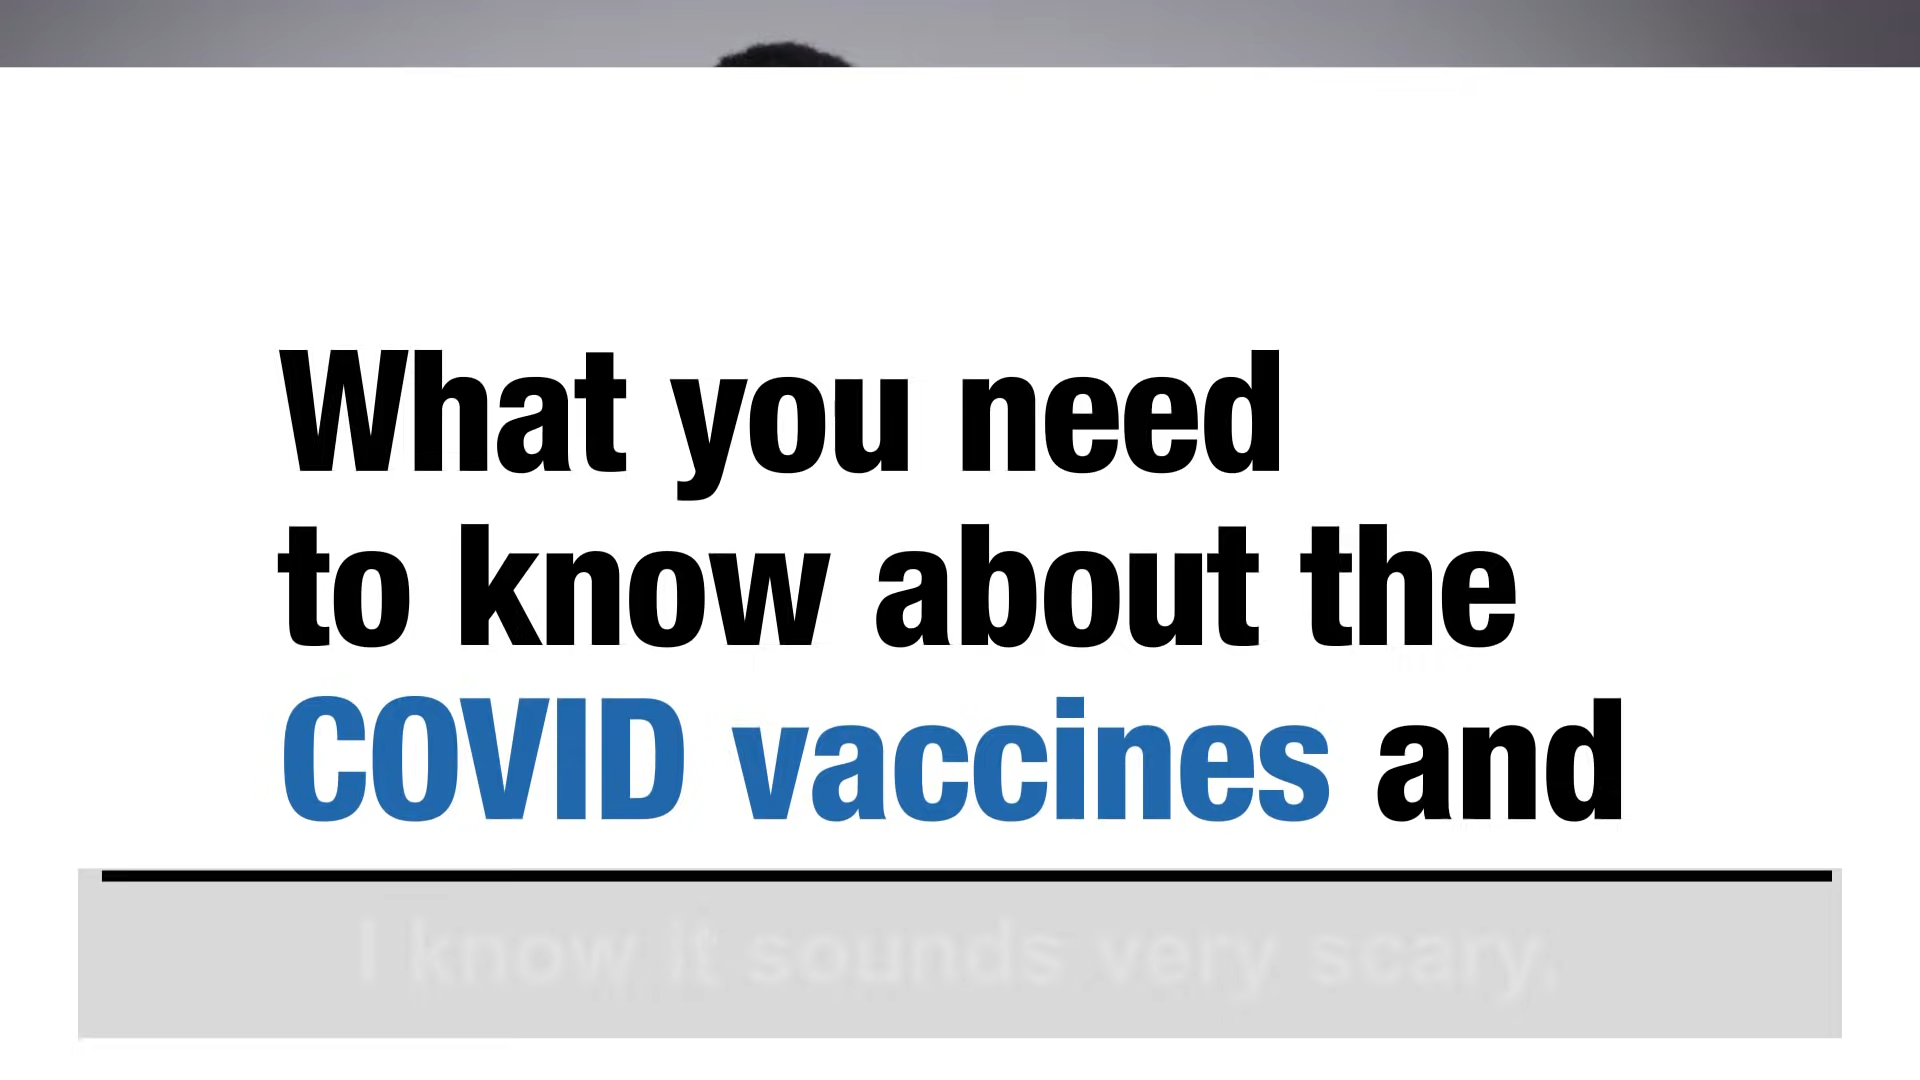 What you need
to know about the
COVID vaccines and
I know it sounds very scary,